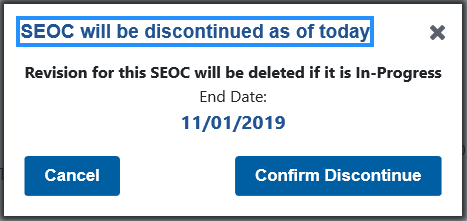 SEOC will be discontinued as of today
Revision for this SEOC will be deleted if it is In-Progress
End Date:
11/01/2019
Cancel
Confirm Discontinue